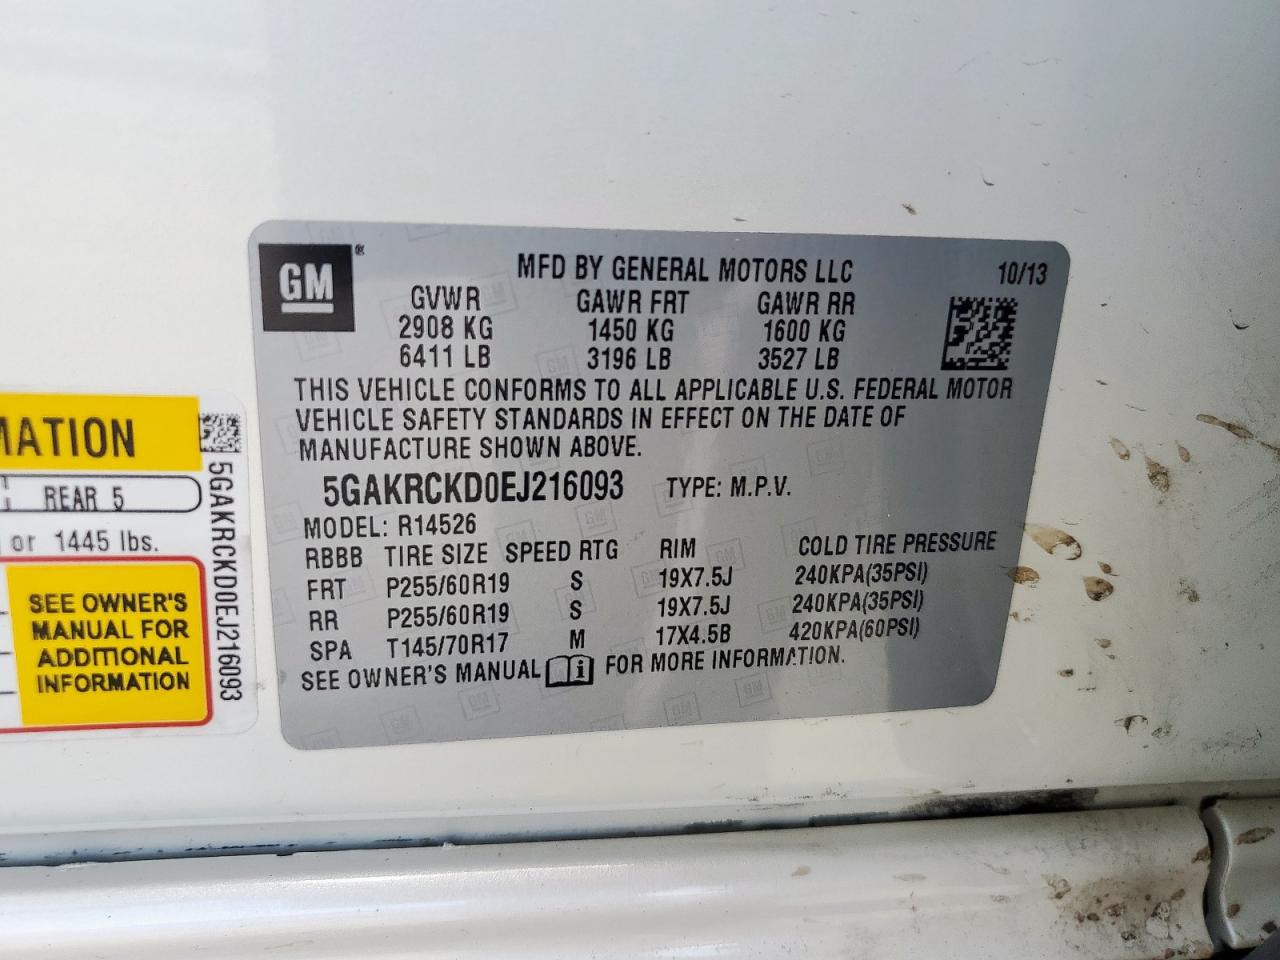 GM
®
MFD BY GENERAL MOTORS LLC 10/13
GVWR GAWR FRT GAWR RR
2908 KG 1450 KG 1600 KG
6411 LB 3196 LB 3527 LB
THIS VEHICLE CONFORMS TO ALL APPLICABLE U.S. FEDERAL MOTOR
VEHICLE SAFETY STANDARDS IN EFFECT ON THE DATE OF
MANUFACTURE SHOWN ABOVE.
5GAKRCKD0EJ216093 TYPE: M.P.V.
MODEL: R14526
RBBB TIRE SIZE SPEED RTG RIM COLD TIRE PRESSURE
FRT P255/60R19 S 19X7.5J 240KPA(35PSI)
RR P255/60R19 S 19X7.5J 240KPA(35PSI)
SPA T145/70R17 M 17X4.5B 420KPA(60PSI)
SEE OWNER'S MANUAL i FOR MORE INFORMATION.
MATION
REAR 5
or 1445 lbs.
SEE OWNER'S
MANUAL FOR
ADDITIONAL
INFORMATION
5GAKRCKD0EJ216093